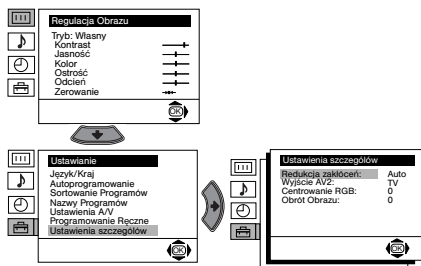 Regulacja Obrazu
Tryb: Własny
Kontrast
Jasność
Kolor
Ostrość
Odcień
Zerowanie
OK
Ustawianie
Język/Kraj
Autoprogramowanie
Sortowanie Programów
Nazwy Programów
Ustawienia A/V
Programowanie Ręczne
Ustawienia szczegółów
OK
Ustawienia szczegółów
Redukcja zakłóceń: Auto
Wyjście AV2: TV
Centrowanie RGB: 0
Obrót Obrazu: 0
OK